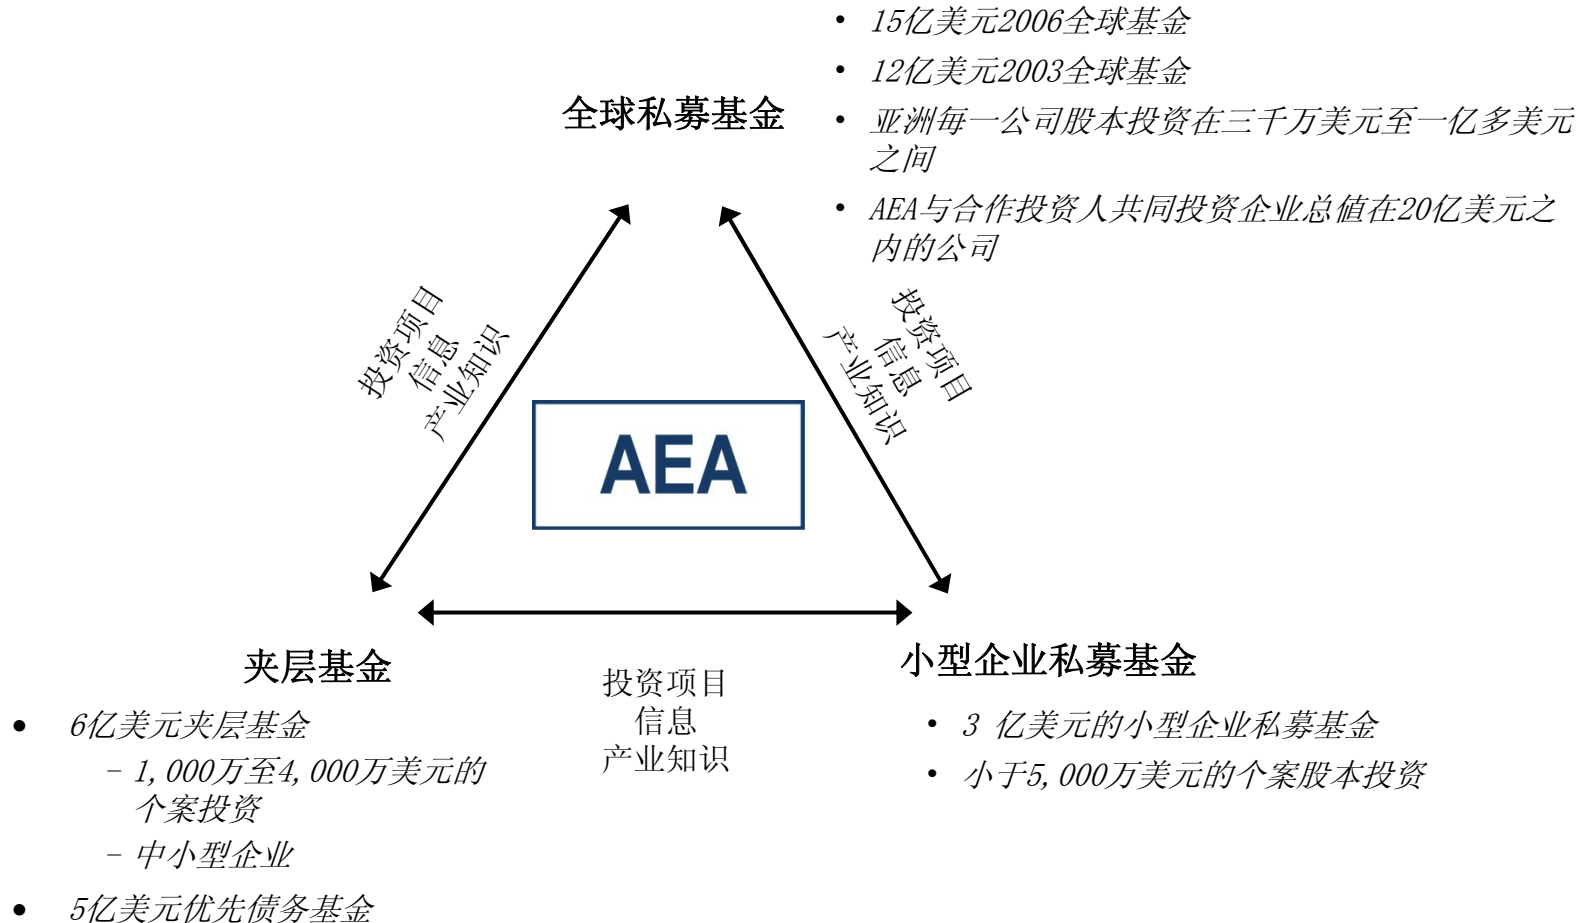 • 15亿美元2006全球基金
• 12亿美元2003全球基金
全球私募基金
• 亚洲每一公司股本投资在三千万美元至一亿多美元
之间
• AEA与合作投资人共同投资企业总值在20亿美元之
内的公司
投资项目
信息
产业知识
投资项目
信息
产业知识
AEA
夹层基金
• 6亿美元夹层基金
– 1,000万至4,000万美元的
个案投资
– 中小型企业
• 5亿美元优先债务基金
投资项目
信息
产业知识
小型企业私募基金
• 3 亿美元的小型企业私募基金
• 小于5,000万美元的个案股本投资